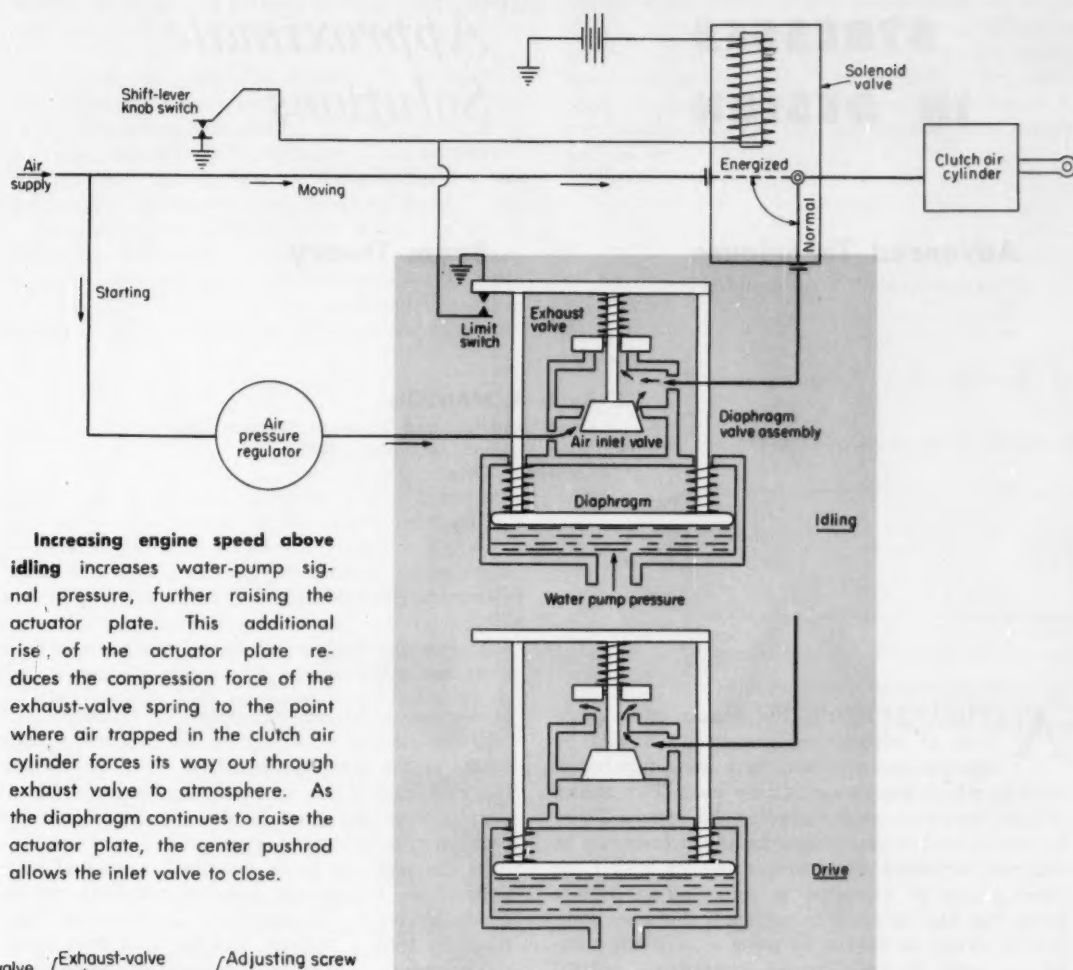 Shift-lever
knob switch
Solenoid
valve
Air
supply
Moving
Energized
Clutch air
cylinder
Normal
Starting
Limit
switch
Exhaust
valve
Air
pressure
regulator
Air inlet valve
Diaphragm
valve assembly
Diaphragm
Idling
Water pump pressure
Increasing engine speed above
idling increases water-pump sig-
nal pressure, further raising the
actuator plate. This additional
rise of the actuator plate re-
duces the compression force of the
exhaust-valve spring to the point
where air trapped in the clutch air
cylinder forces its way out through
exhaust valve to atmosphere. As
the diaphragm continues to raise the
actuator plate, the center pushrod
allows the inlet valve to close.
Drive
Exhaust-valve
Adjusting screw